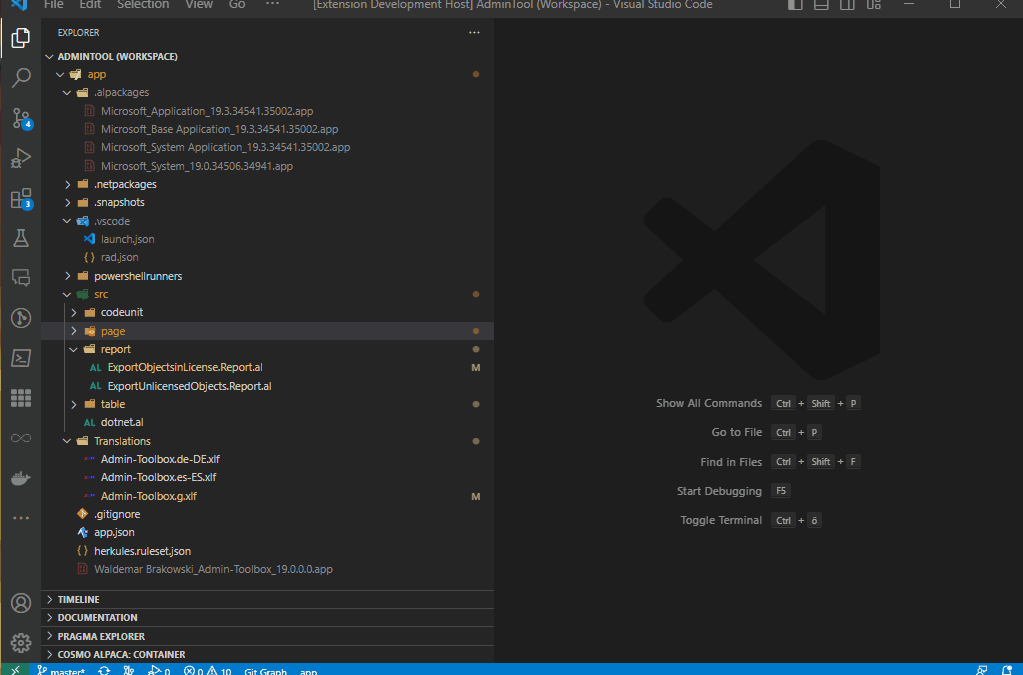 File Edit Selection View Go ··· [Extension Development Host] AdminTool (Workspace) - Visual Studio Code
EXPLORER ···
ADMINTOOL (WORKSPACE)
app
.alpackages
Microsoft_Application_19.3.34541.35002.app
Microsoft_Base Application_19.3.34541.35002.app
Microsoft_System Application_19.3.34541.35002.app
Microsoft_System_19.0.34506.34941.app
.netpackages
.snapshots
.vscode
launch.json
{ } rad.json
powershellrunners
src
codeunit
page
report
AL ExportObjectsinLicense.Report.al M
AL ExportUnlicensedObjects.Report.al
table
AL dotnet.al
Translations
Admin-Toolbox.de-DE.xlf
Admin-Toolbox.es-ES.xlf
Admin-Toolbox.g.xlf M
.gitignore
app.json
{ } herkules.ruleset.json
Waldemar Brakowski_Admin-Toolbox_19.0.0.0.app
TIMELINE
DOCUMENTATION
PRAGMA EXPLORER
COSMO ALPACA: CONTAINER
4
3
Show All Commands Ctrl + Shift + P
Go to File Ctrl + P
Find in Files Ctrl + Shift + F
Start Debugging F5
Toggle Terminal Ctrl + ö
master* 0 0 10 Git Graph app